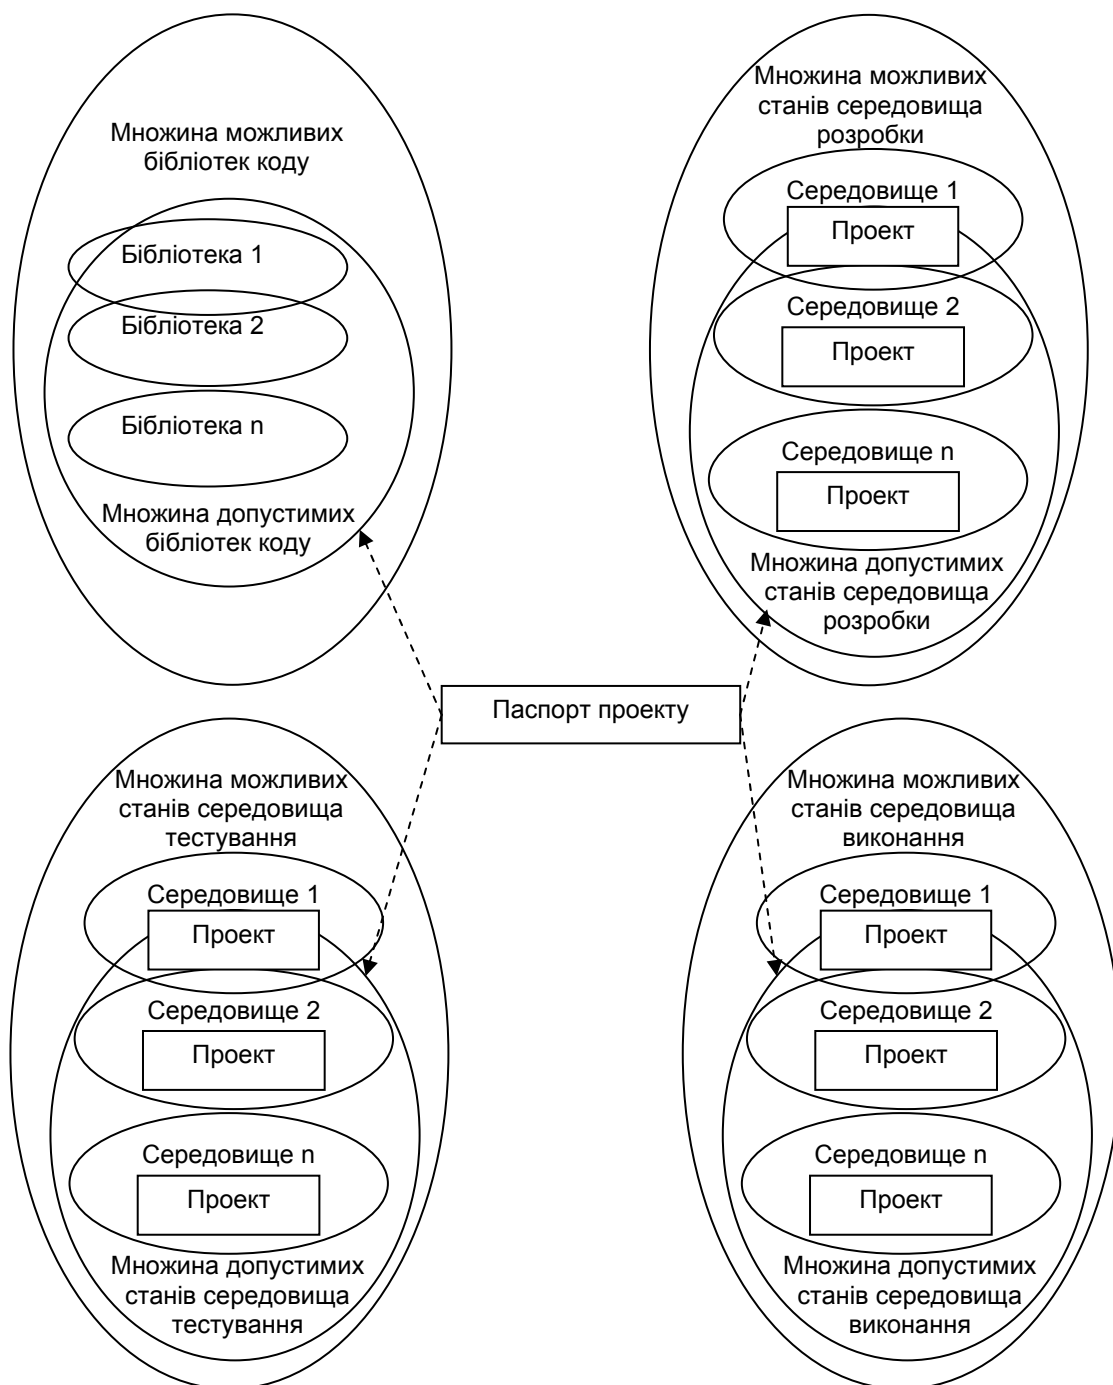 Множина можливих
бібліотек коду
Бібліотека 1
Бібліотека 2
Бібліотека n
Множина допустимих
бібліотек коду
Множина можливих
станів середовища
розробки
Середовище 1
Проект
Середовище 2
Проект
Середовище n
Проект
Множина допустимих
станів середовища
розробки
Паспорт проекту
Множина можливих
станів середовища
тестування
Середовище 1
Проект
Середовище 2
Проект
Середовище n
Проект
Множина допустимих
станів середовища
тестування
Множина можливих
станів середовища
виконання
Середовище 1
Проект
Середовище 2
Проект
Середовище n
Проект
Множина допустимих
станів середовища
виконання